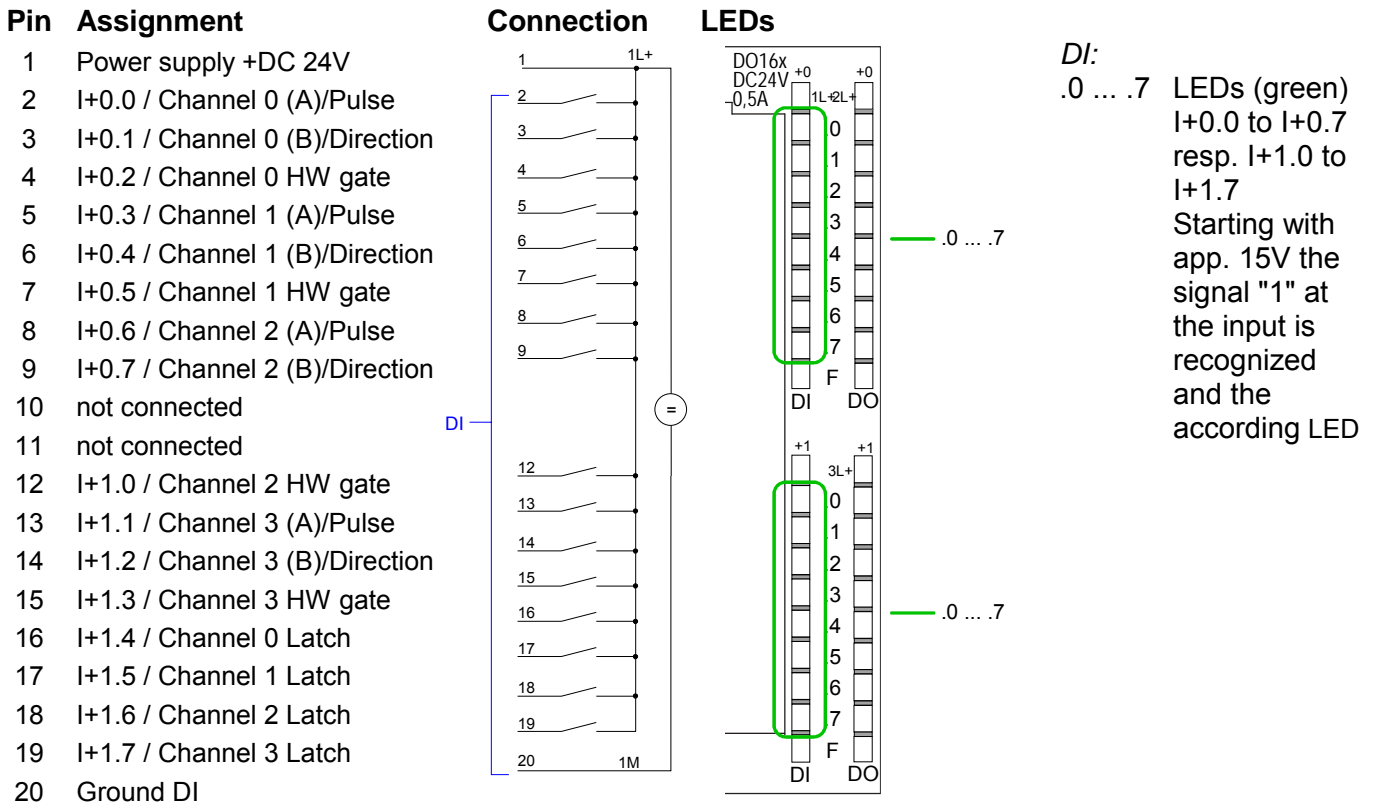 Pin Assignment Connection LEDs
1 Power supply +DC 24V
2 I+0.0 / Channel 0 (A)/Pulse
3 I+0.1 / Channel 0 (B)/Direction
4 I+0.2 / Channel 0 HW gate
5 I+0.3 / Channel 1 (A)/Pulse
6 I+0.4 / Channel 1 (B)/Direction
7 I+0.5 / Channel 1 HW gate
8 I+0.6 / Channel 2 (A)/Pulse
9 I+0.7 / Channel 2 (B)/Direction
10 not connected
11 not connected
12 I+1.0 / Channel 2 HW gate
13 I+1.1 / Channel 3 (A)/Pulse
14 I+1.2 / Channel 3 (B)/Direction
15 I+1.3 / Channel 3 HW gate
16 I+1.4 / Channel 0 Latch
17 I+1.5 / Channel 1 Latch
18 I+1.6 / Channel 2 Latch
19 I+1.7 / Channel 3 Latch
20 Ground DI
1 1L+
2
3
4
5
6
7
8
9
DI =
12
13
14
15
16
17
18
19
20 1M
DO16x
DC24V +0 +0
0,5A 1L+ 2L+
.0
.1
.2
.3
.4
.5
.6
.7
F
DI DO
.0 ... .7
+1 +1
3L+
.0
.1
.2
.3
.4
.5
.6
.7
F
DI DO
.0 ... .7
DI:
.0 ... .7 LEDs (green)
I+0.0 to I+0.7
resp. I+1.0 to
I+1.7
Starting with
app. 15V the
signal "1" at
the input is
recognized
and the
according LED